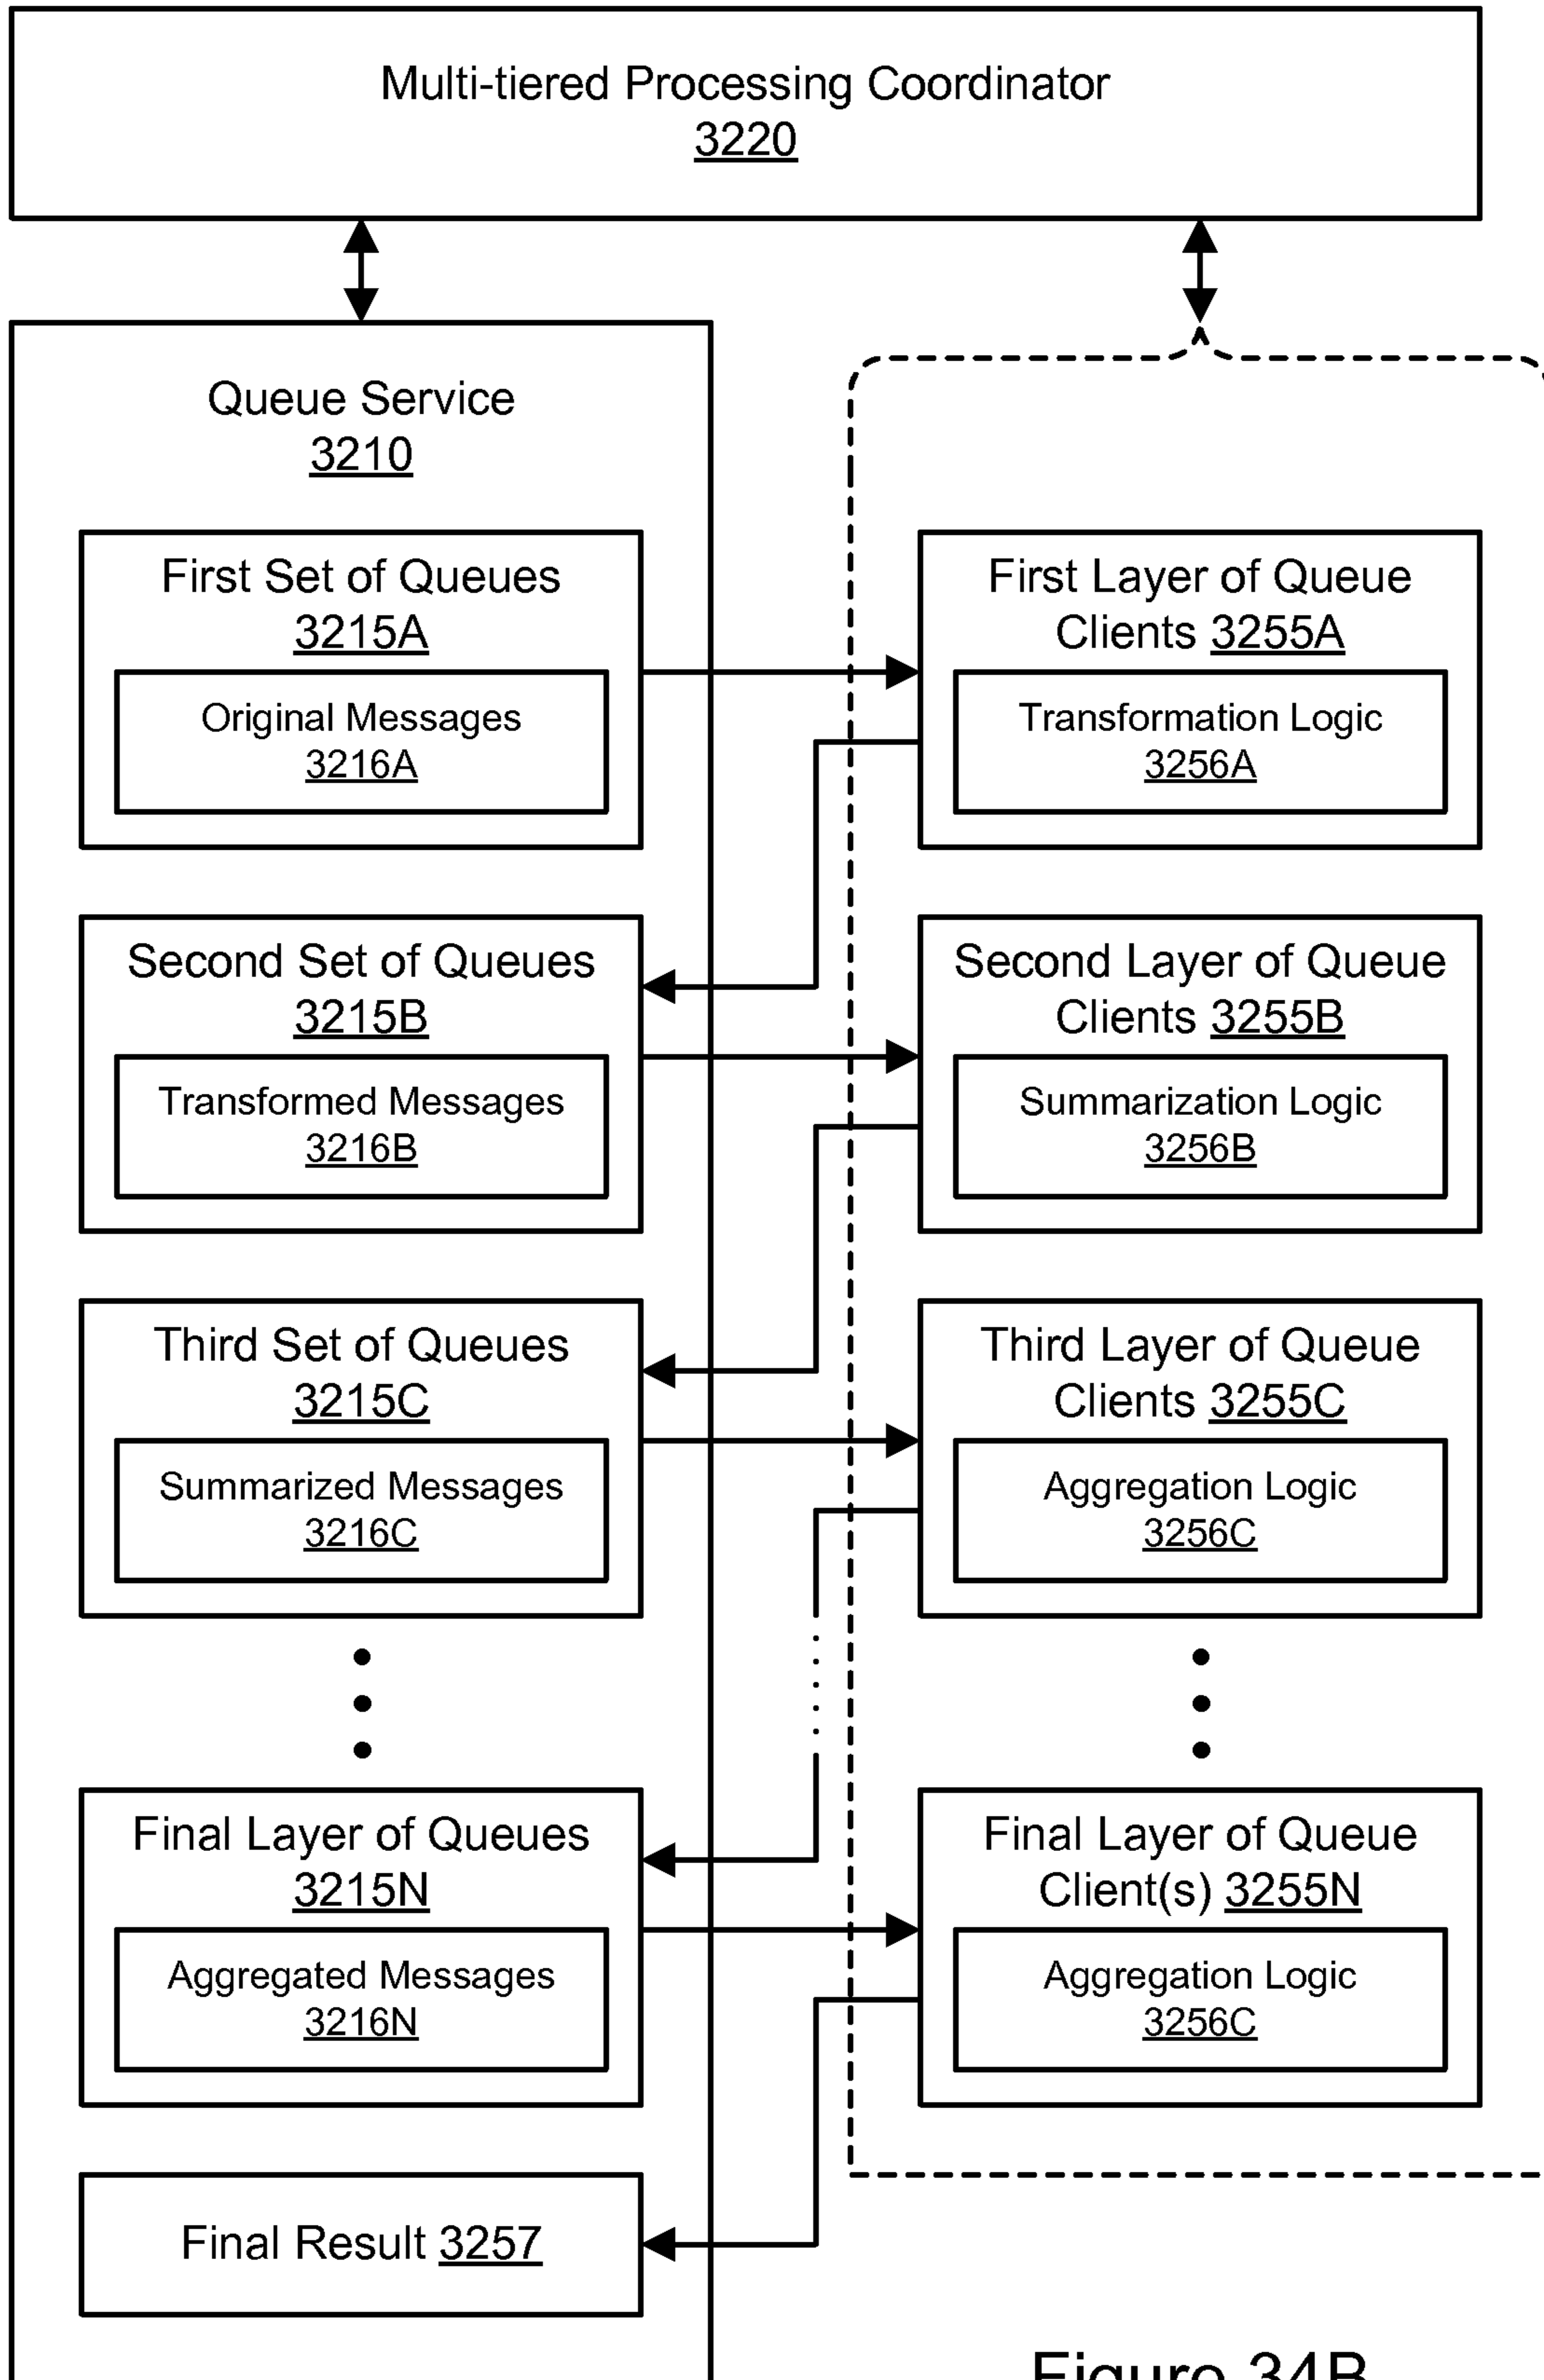 Multi-tiered Processing Coordinator
3220
Queue Service
3210
First Set of Queues
3215A
Original Messages
3216A
First Layer of Queue
Clients 3255A
Transformation Logic
3256A
Second Set of Queues
3215B
Transformed Messages
3216B
Second Layer of Queue
Clients 3255B
Summarization Logic
3256B
Third Set of Queues
3215C
Summarized Messages
3216C
Third Layer of Queue
Clients 3255C
Aggregation Logic
3256C
Final Layer of Queues
3215N
Aggregated Messages
3216N
Final Layer of Queue
Client(s) 3255N
Aggregation Logic
3256C
Final Result 3257
Figure 34B